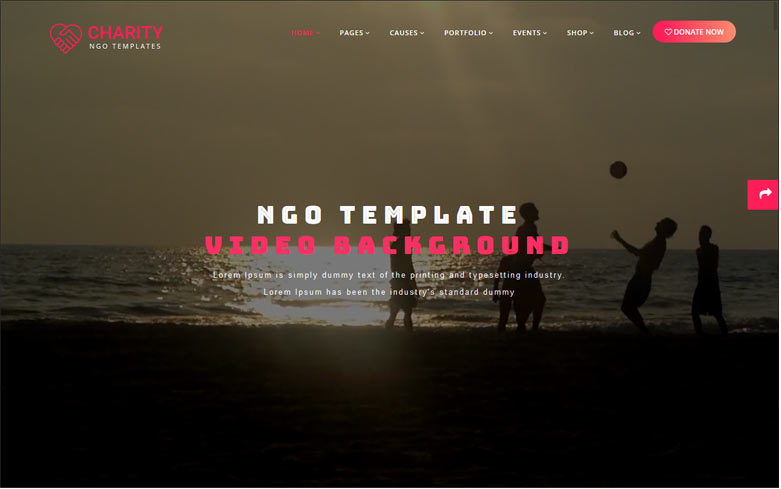 CHARITY
NGO TEMPLATES
HOME PAGES CAUSES PORTFOLIO EVENTS SHOP BLOG DONATE NOW
NGO TEMPLATE
VIDEO BACKGROUND
Lorem Ipsum is simply dummy text of the printing and typesetting industry.
Lorem Ipsum has been the industry's standard dummy